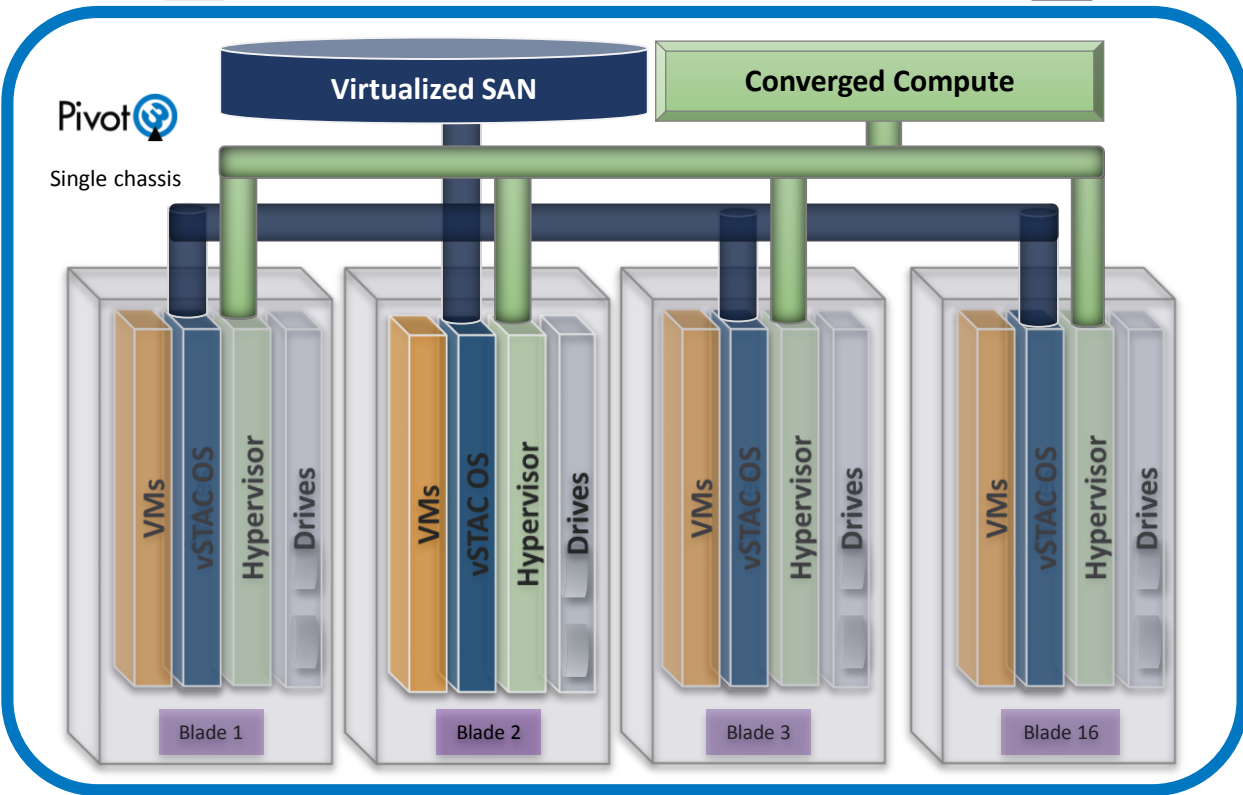 Virtualized SAN
Converged Compute
Pivot3
Single chassis
VMs
vSTAC OS
Hypervisor
Drives
Blade 1
VMs
vSTAC OS
Hypervisor
Drives
Blade 2
VMs
vSTAC OS
Hypervisor
Drives
Blade 3
VMs
vSTAC OS
Hypervisor
Drives
Blade 16